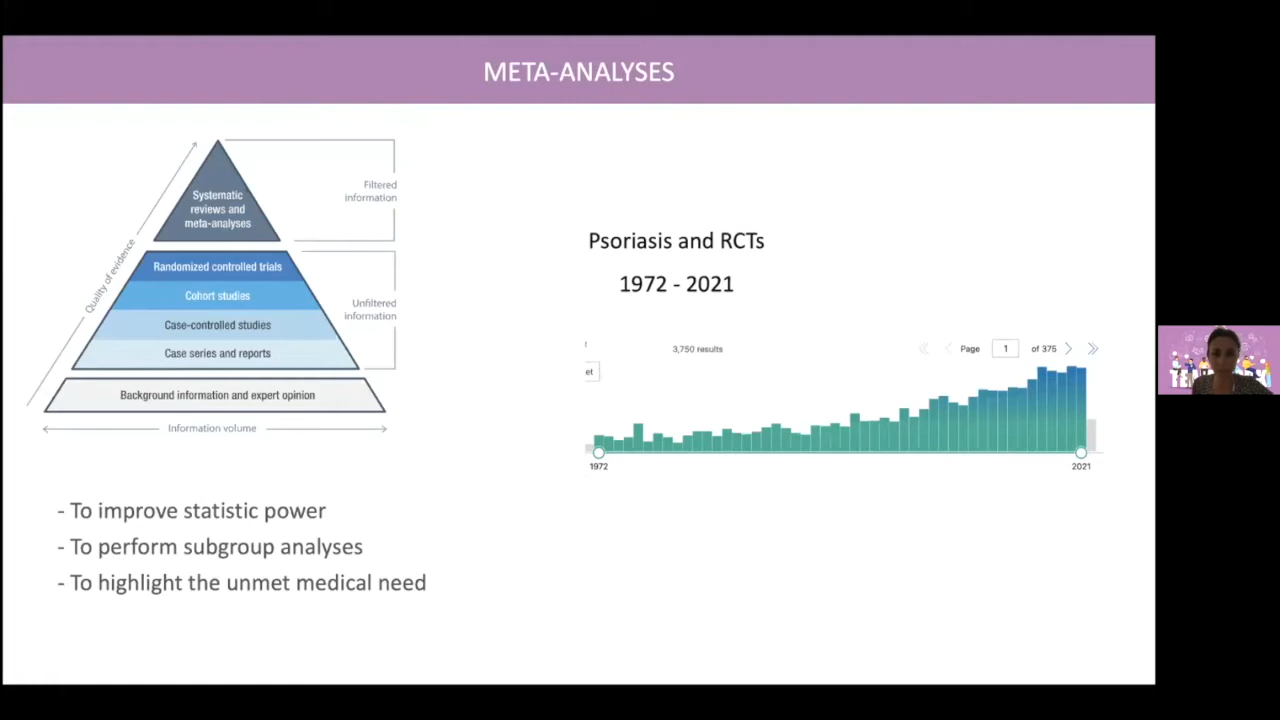 META-ANALYSES
Systematic
reviews and
meta-analyses
Filtered
information
Quality of evidence
Randomized controlled trials
Cohort studies
Case-controlled studies
Case series and reports
Unfiltered
information
Background information and expert opinion
Information volume
- To improve statistic power
- To perform subgroup analyses
- To highlight the unmet medical need
Psoriasis and RCTs
1972 - 2021
3,750 results
Page 1 of 375
et
1972
2021